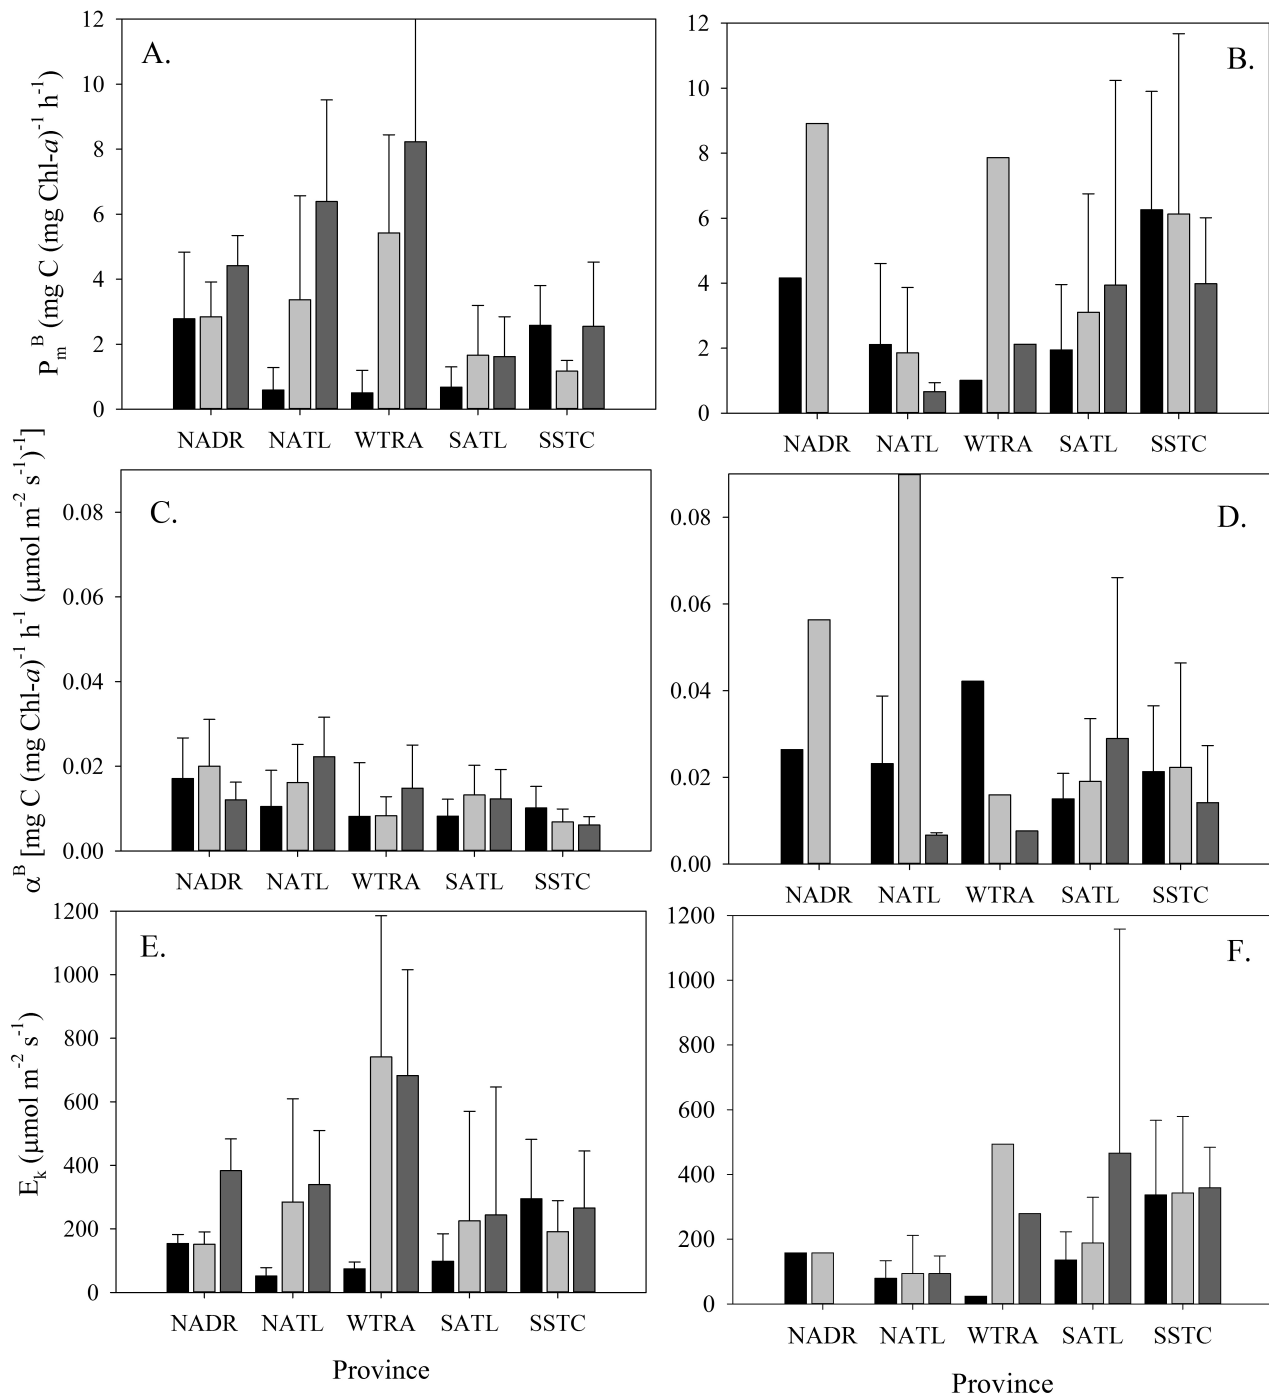 12
10
8
6
4
2
0
A.
P_m^B (mg C (mg Chl-a)^-1 h^-1)
NADR NATL WTRA SATL SSTC
12
10
8
6
4
2
0
B.
NADR NATL WTRA SATL SSTC
0.08
0.06
0.04
0.02
0.00
C.
α^B [mg C (mg Chl-a)^-1 h^-1 (μmol m^-2 s^-1)^-1]
NADR NATL WTRA SATL SSTC
0.08
0.06
0.04
0.02
0.00
D.
NADR NATL WTRA SATL SSTC
1200
1000
800
600
400
200
0
E.
E_k (μmol m^-2 s^-1)
NADR NATL WTRA SATL SSTC
Province
1200
1000
800
600
400
200
0
F.
NADR NATL WTRA SATL SSTC
Province